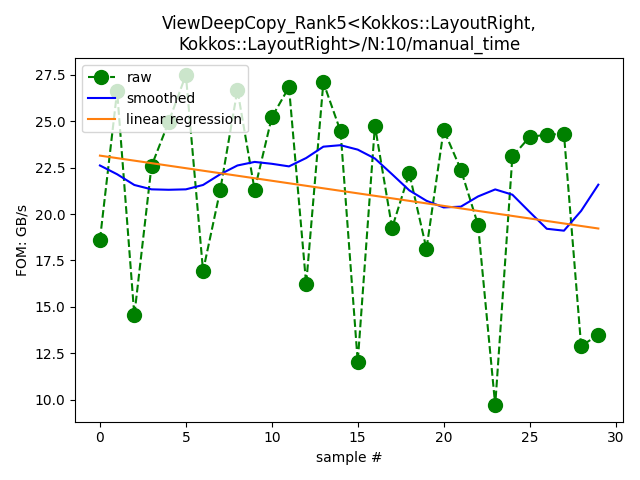 ViewDeepCopy_Rank5<Kokkos::LayoutRight,
Kokkos::LayoutRight>/N:10/manual_time
27.5
25.0
22.5
20.0
17.5
15.0
12.5
10.0
FOM: GB/s
raw
smoothed
linear regression
0
5
10
15
20
25
30
sample #